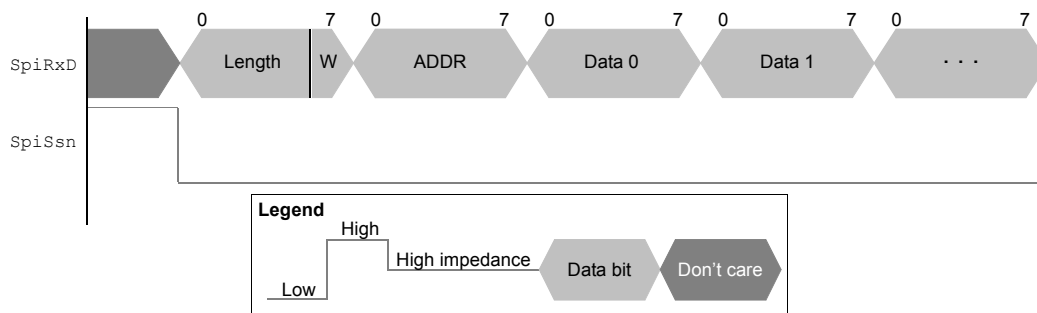 0 7 0 7 0 7 0 7 0 7
SpiRxD Length W ADDR Data 0 Data 1 · · ·
SpiSsn
Legend
High
High impedance Data bit Don't care
Low